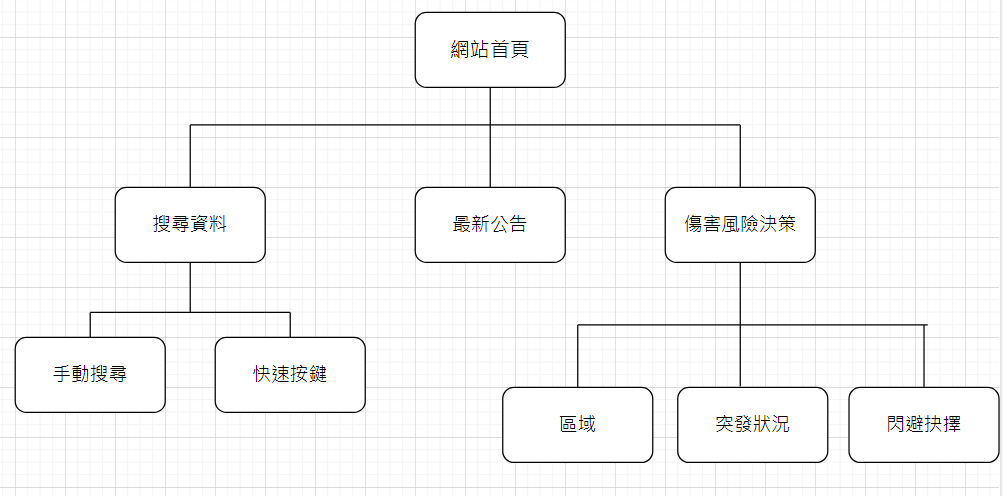 網站首頁
搜尋資料
最新公告
傷害風險決策
手動搜尋
快速按鍵
區域
突發狀況
閃避抉擇